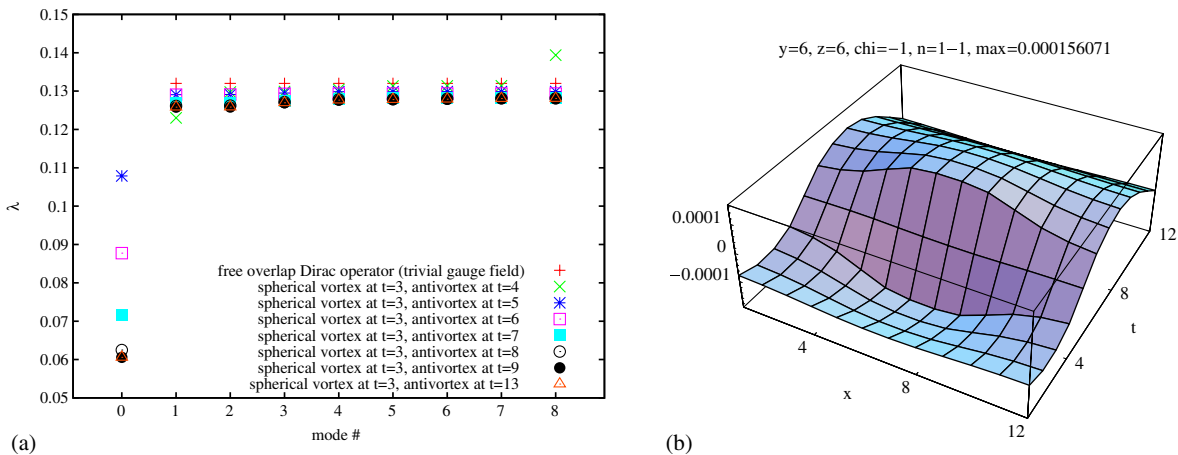 0.15
0.14
0.13
0.12
0.11
0.1
0.09
0.08
0.07
0.06
0.05
λ
free overlap Dirac operator (trivial gauge field)
spherical vortex at t=3, antivortex at t=4
spherical vortex at t=3, antivortex at t=5
spherical vortex at t=3, antivortex at t=6
spherical vortex at t=3, antivortex at t=7
spherical vortex at t=3, antivortex at t=8
spherical vortex at t=3, antivortex at t=9
spherical vortex at t=3, antivortex at t=13
0 1 2 3 4 5 6 7 8
mode #
(a)
y=6, z=6, chi=−1, n=1−1, max=0.000156071
0.0001
0
−0.0001
4
8
12
x
4
8
12
t
(b)